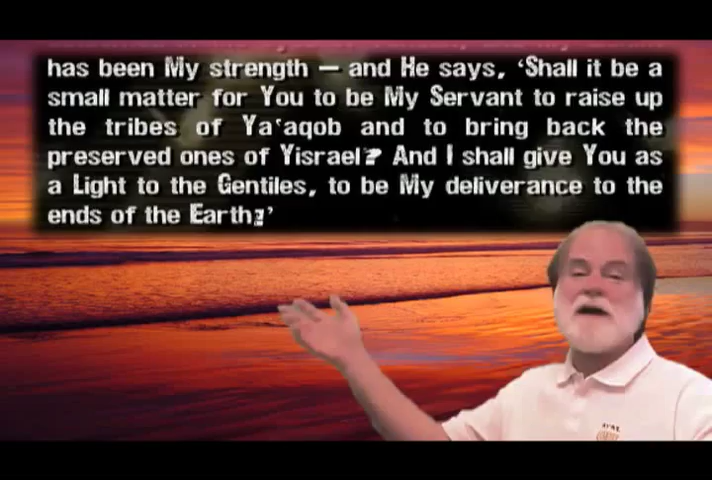 has been My strength — and He says, ‘Shall it be a
small matter for You to be My Servant to raise up
the tribes of Ya‛aqob and to bring back the
preserved ones of Yisrael? And I shall give You as
a Light to the Gentiles, to be My deliverance to the
ends of the Earth!’